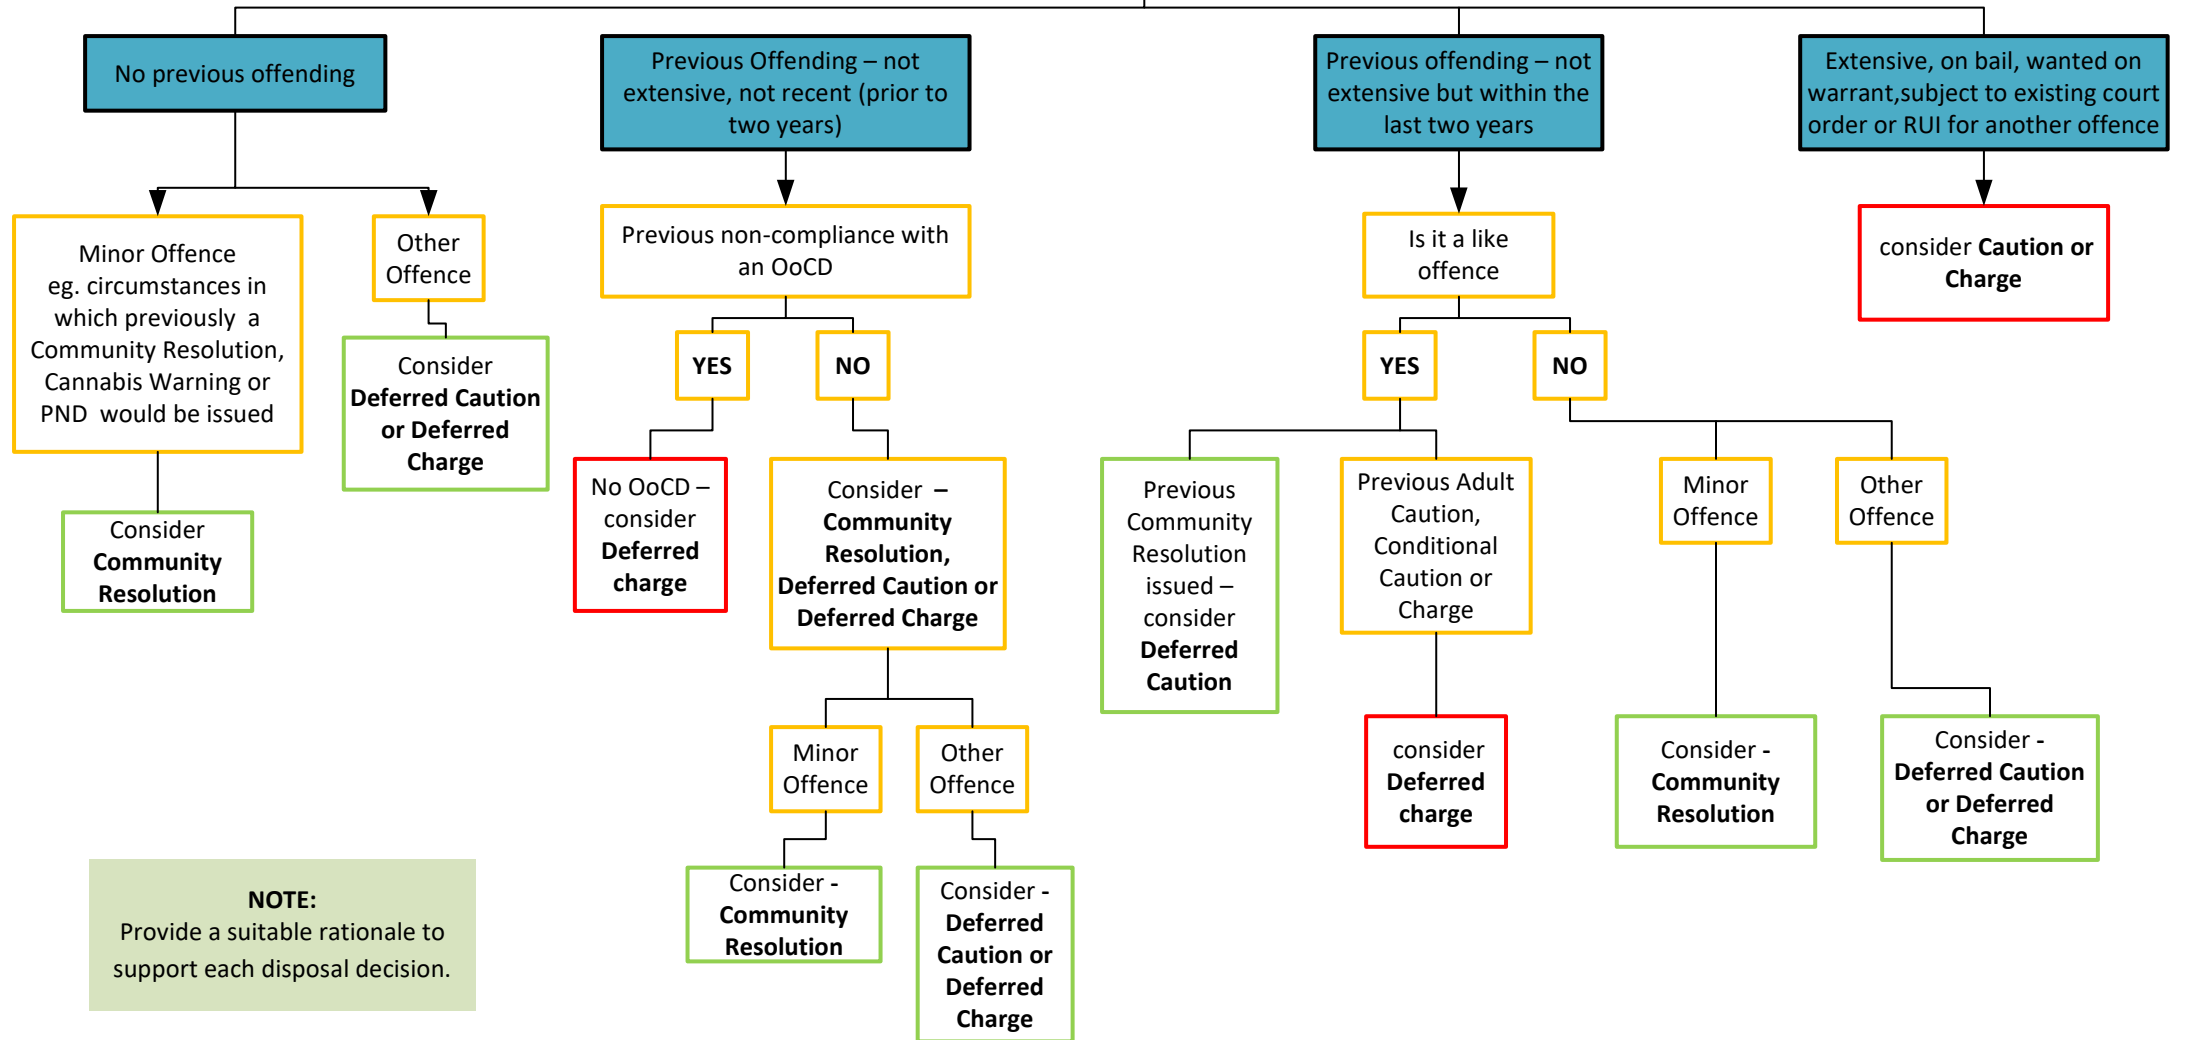 No previous offending
Previous Offending – not
extensive, not recent (prior to
two years)
Previous offending – not
extensive but within the
last two years
Extensive, on bail, wanted on
warrant,subject to existing court
order or RUI for another offence
Minor Offence
eg. circumstances in
which previously a
Community Resolution,
Cannabis Warning or
PND would be issued
Other
Offence
Previous non-compliance with
an OoCD
Is it a like
offence
consider Caution or
Charge
Consider
Deferred Caution
or Deferred
Charge
YES
NO
YES
NO
Consider
Community
Resolution
No OoCD –
consider
Deferred
charge
Consider –
Community
Resolution,
Deferred Caution or
Deferred Charge
Previous
Community
Resolution
issued –
consider
Deferred
Caution
Previous Adult
Caution,
Conditional
Caution or
Charge
Minor
Offence
Other
Offence
Minor
Offence
Other
Offence
consider
Deferred
charge
Consider -
Community
Resolution
Consider -
Deferred Caution
or Deferred
Charge
Consider -
Community
Resolution
Consider -
Deferred
Caution or
Deferred
Charge
NOTE:
Provide a suitable rationale to
support each disposal decision.